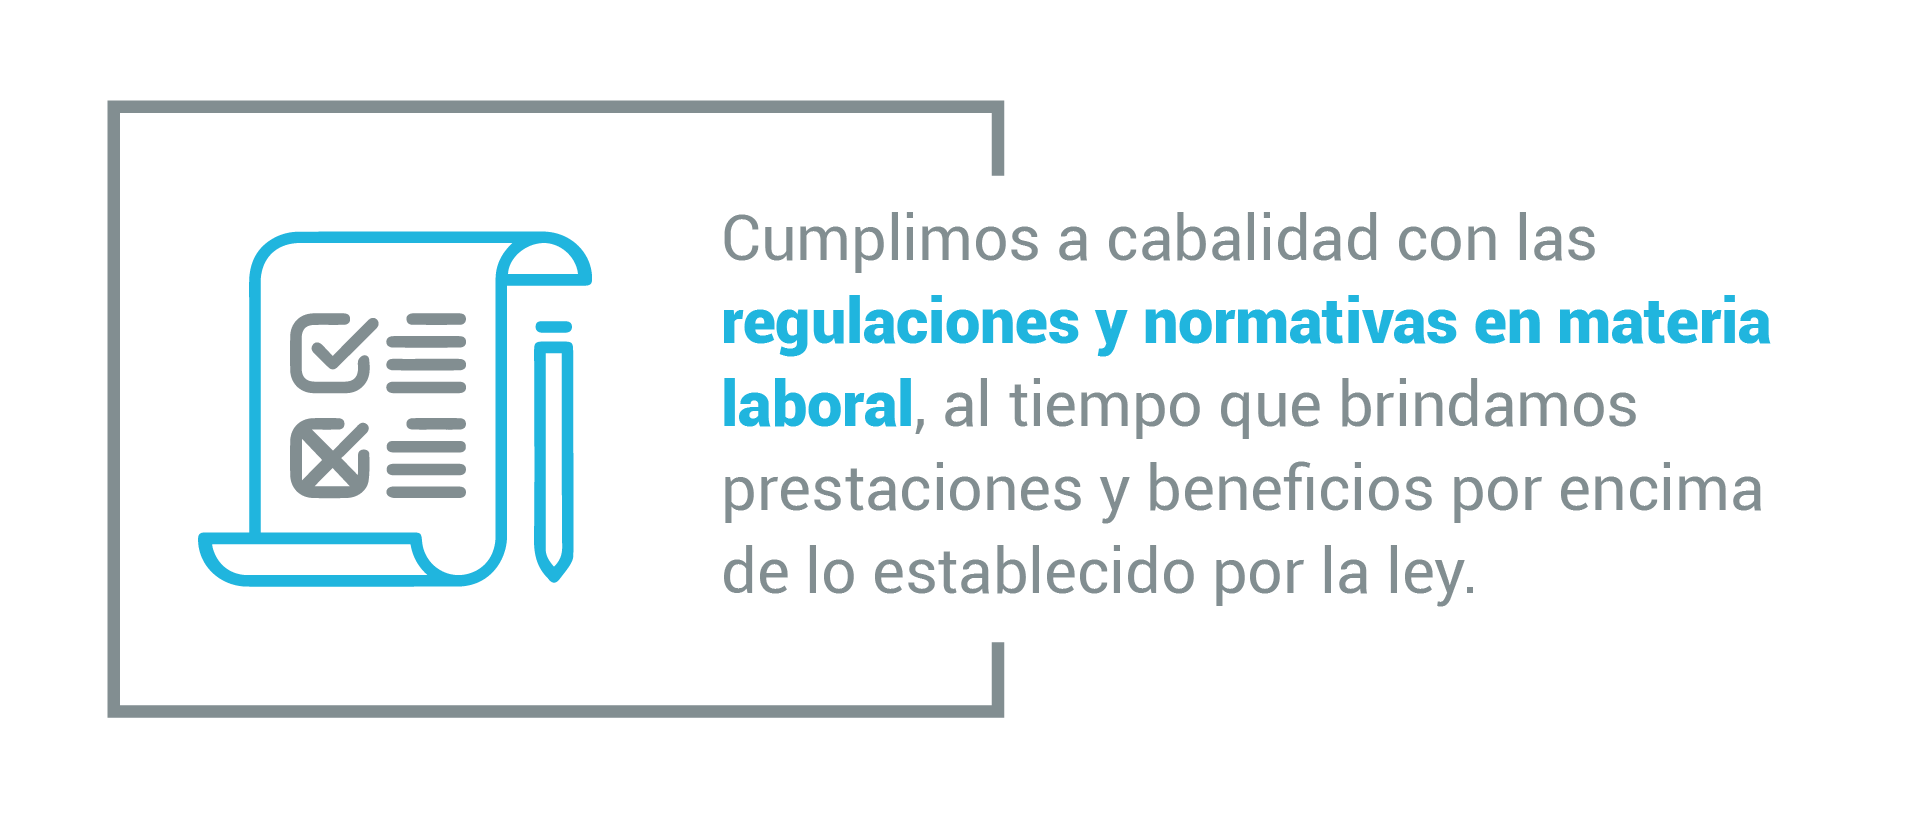 Cumplimos a cabalidad con las
regulaciones y normativas en materia
laboral, al tiempo que brindamos
prestaciones y beneficios por encima
de lo establecido por la ley.